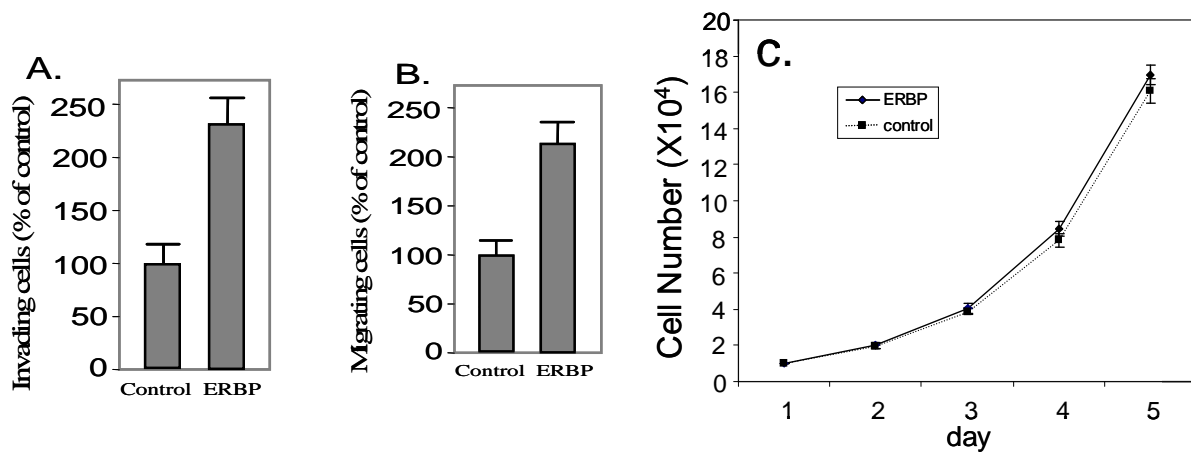 A.
Invading cells (% of control)
250
200
150
100
50
0
Control ERBP
B.
Migrating cells (% of control)
250
200
150
100
50
0
Control ERBP
C.
Cell Number (X10⁴)
20
18
16
14
12
10
8
6
4
2
0
ERBP
control
1 2 3 4 5
day